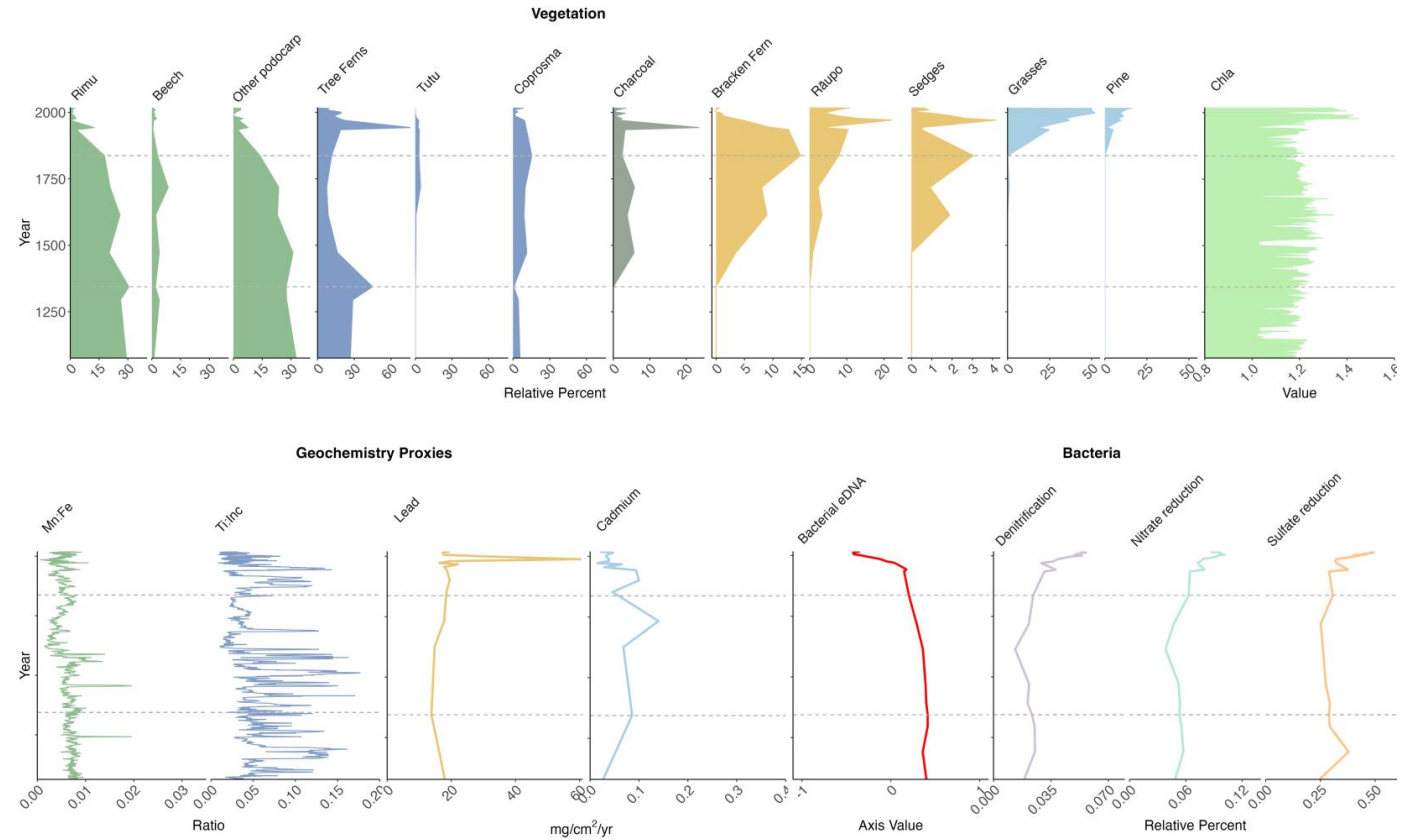 Vegetation
Rimu
Beech
Other podocarp
Tree Ferns
Tutu
Coprosma
Charcoal
Bracken Fern
Rāupo
Sedges
Grasses
Pine
Chla
Year
2000
1750
1500
1250
0 15 30 0 15 30 0 15 30 0 30 60 0 30 60 0 30 60 0 10 20 0 5 10 15 0 10 20 0 1 2 3 4 0 25 50 0 25 50 0.8 1.0 1.2 1.4 1.6
Relative Percent
Value
Geochemistry Proxies
Bacteria
Mn:Fe
Ti:Inc
Lead
Cadmium
Bacterial eDNA
Denitrification
Nitrate reduction
Sulfate reduction
Year
0.00 0.01 0.02 0.03 0.00 0.05 0.10 0.15 0.20 0 20 40 60 0.0 0.1 0.2 0.3 -1 0 1 0.00 0.035 0.070 0.00 0.06 0.12 0.00 0.25 0.50
Ratio
mg/cm²/yr
Axis Value
Relative Percent